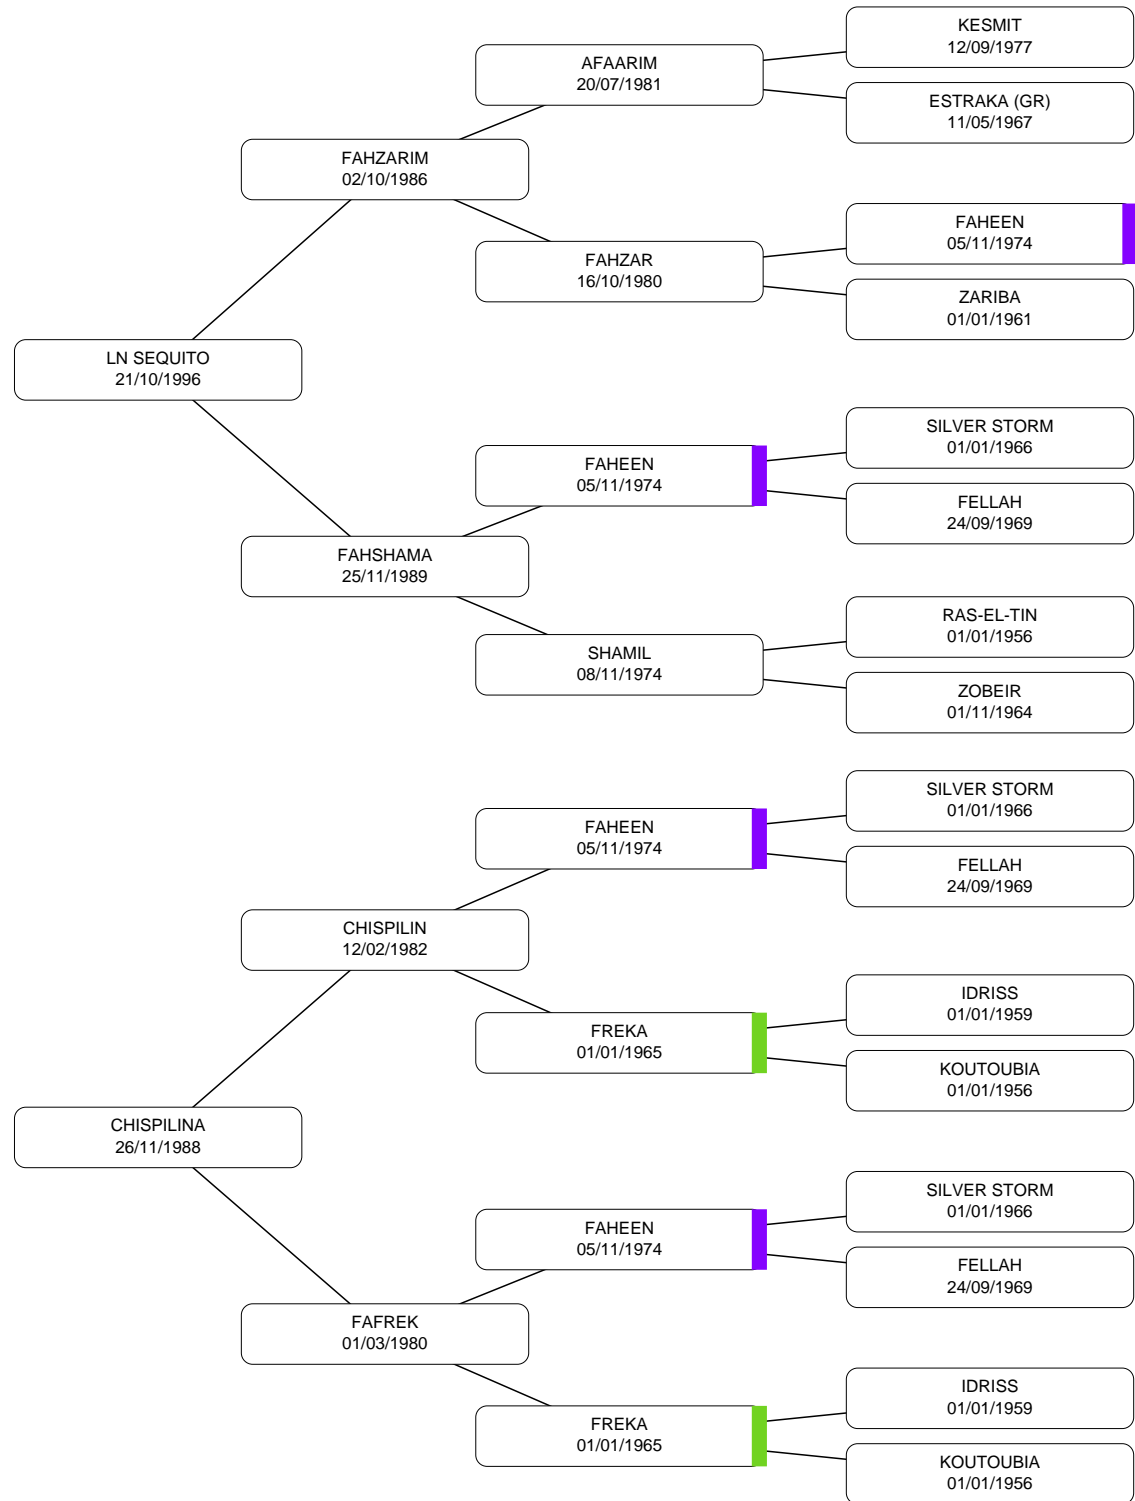 KESMIT
12/09/1977
AFAARIM
20/07/1981
ESTRAKA (GR)
11/05/1967
FAHZARIM
02/10/1986
FAHEEN
05/11/1974
FAHZAR
16/10/1980
ZARIBA
01/01/1961
LN SEQUITO
21/10/1996
SILVER STORM
01/01/1966
FAHEEN
05/11/1974
FELLAH
24/09/1969
FAHSHAMA
25/11/1989
RAS-EL-TIN
01/01/1956
SHAMIL
08/11/1974
ZOBEIR
01/11/1964
SILVER STORM
01/01/1966
FAHEEN
05/11/1974
FELLAH
24/09/1969
CHISPILIN
12/02/1982
IDRISS
01/01/1959
FREKA
01/01/1965
KOUTOUBIA
01/01/1956
CHISPILINA
26/11/1988
SILVER STORM
01/01/1966
FAHEEN
05/11/1974
FELLAH
24/09/1969
FAFREK
01/03/1980
IDRISS
01/01/1959
FREKA
01/01/1965
KOUTOUBIA
01/01/1956